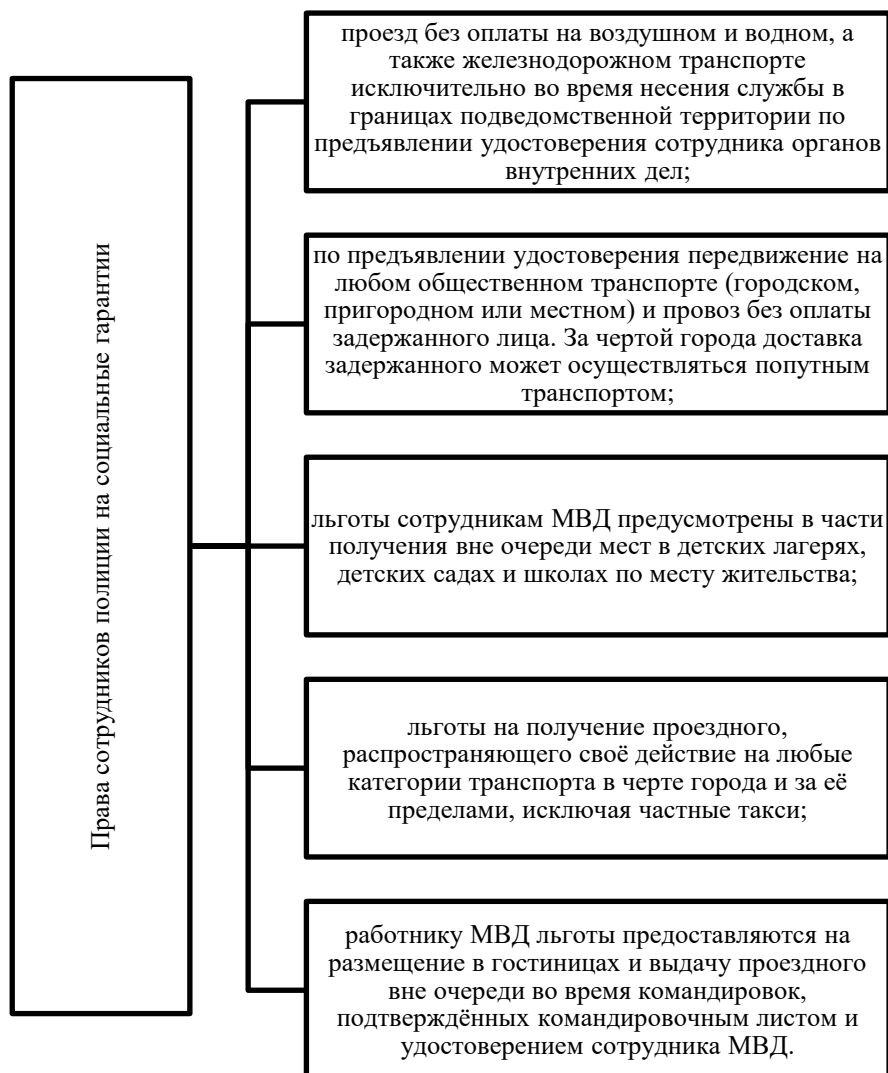 Права сотрудников полиции на социальные гарантии
проезд без оплаты на воздушном и водном, а
также железнодорожном транспорте
исключительно во время несения службы в
границах подведомственной территории по
предъявлении удостоверения сотрудника органов
внутренних дел;
по предъявлении удостоверения передвижение на
любом общественном транспорте (городском,
пригородном или местном) и провоз без оплаты
задержанного лица. За чертой города доставка
задержанного может осуществляться попутным
транспортом;
льготы сотрудникам МВД предусмотрены в части
получения вне очереди мест в детских лагерях,
детских садах и школах по месту жительства;
льготы на получение проездного,
распространяющего своё действие на любые
категории транспорта в черте города и за её
пределами, исключая частные такси;
работнику МВД льготы предоставляются на
размещение в гостиницах и выдачу проездного
вне очереди во время командировок,
подтверждённых командировочным листом и
удостоверением сотрудника МВД.